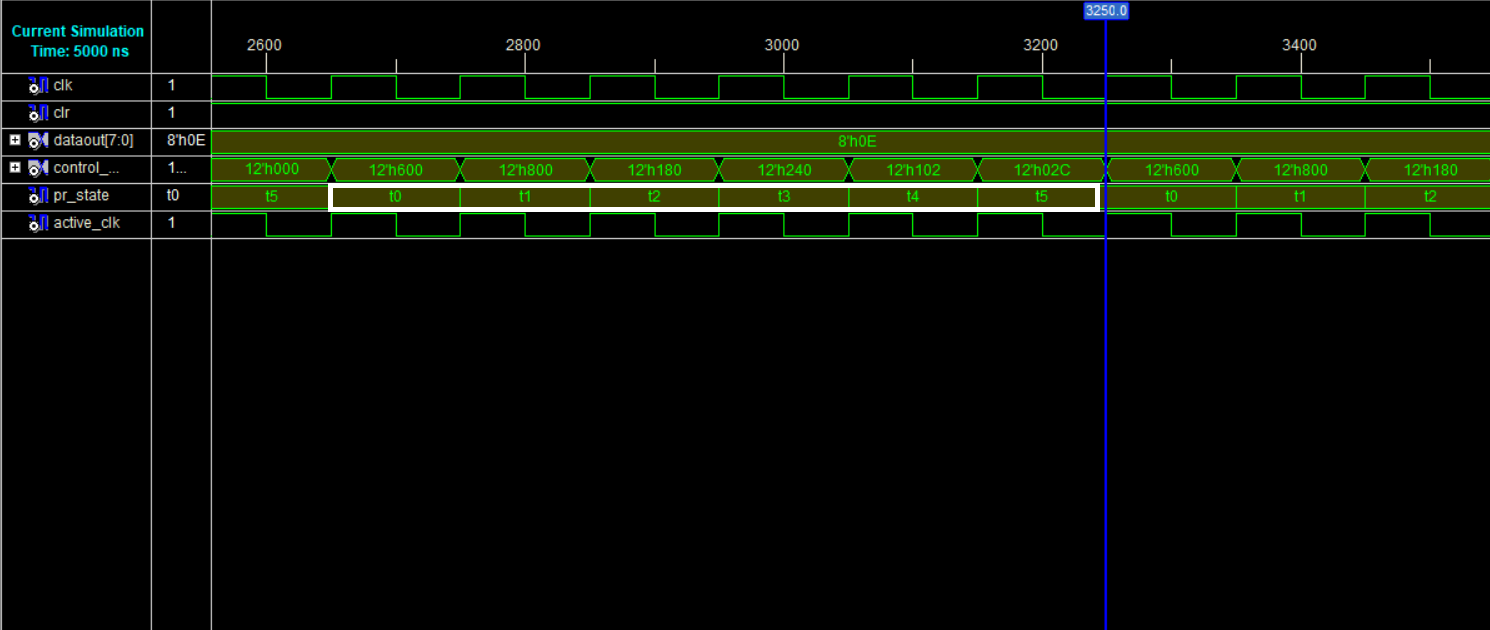 3250.0
Current Simulation
Time: 5000 ns
2600 2800 3000 3200 3400
clk 1
clr 1
dataout[7:0] 8'h0E 8'h0E
control_... 1... 12'h000 12'h600 12'h800 12'h180 12'h240 12'h102 12'h02C 12'h600 12'h800 12'h180
pr_state t0 t5 t0 t1 t2 t3 t4 t5 t0 t1 t2
active_clk 1